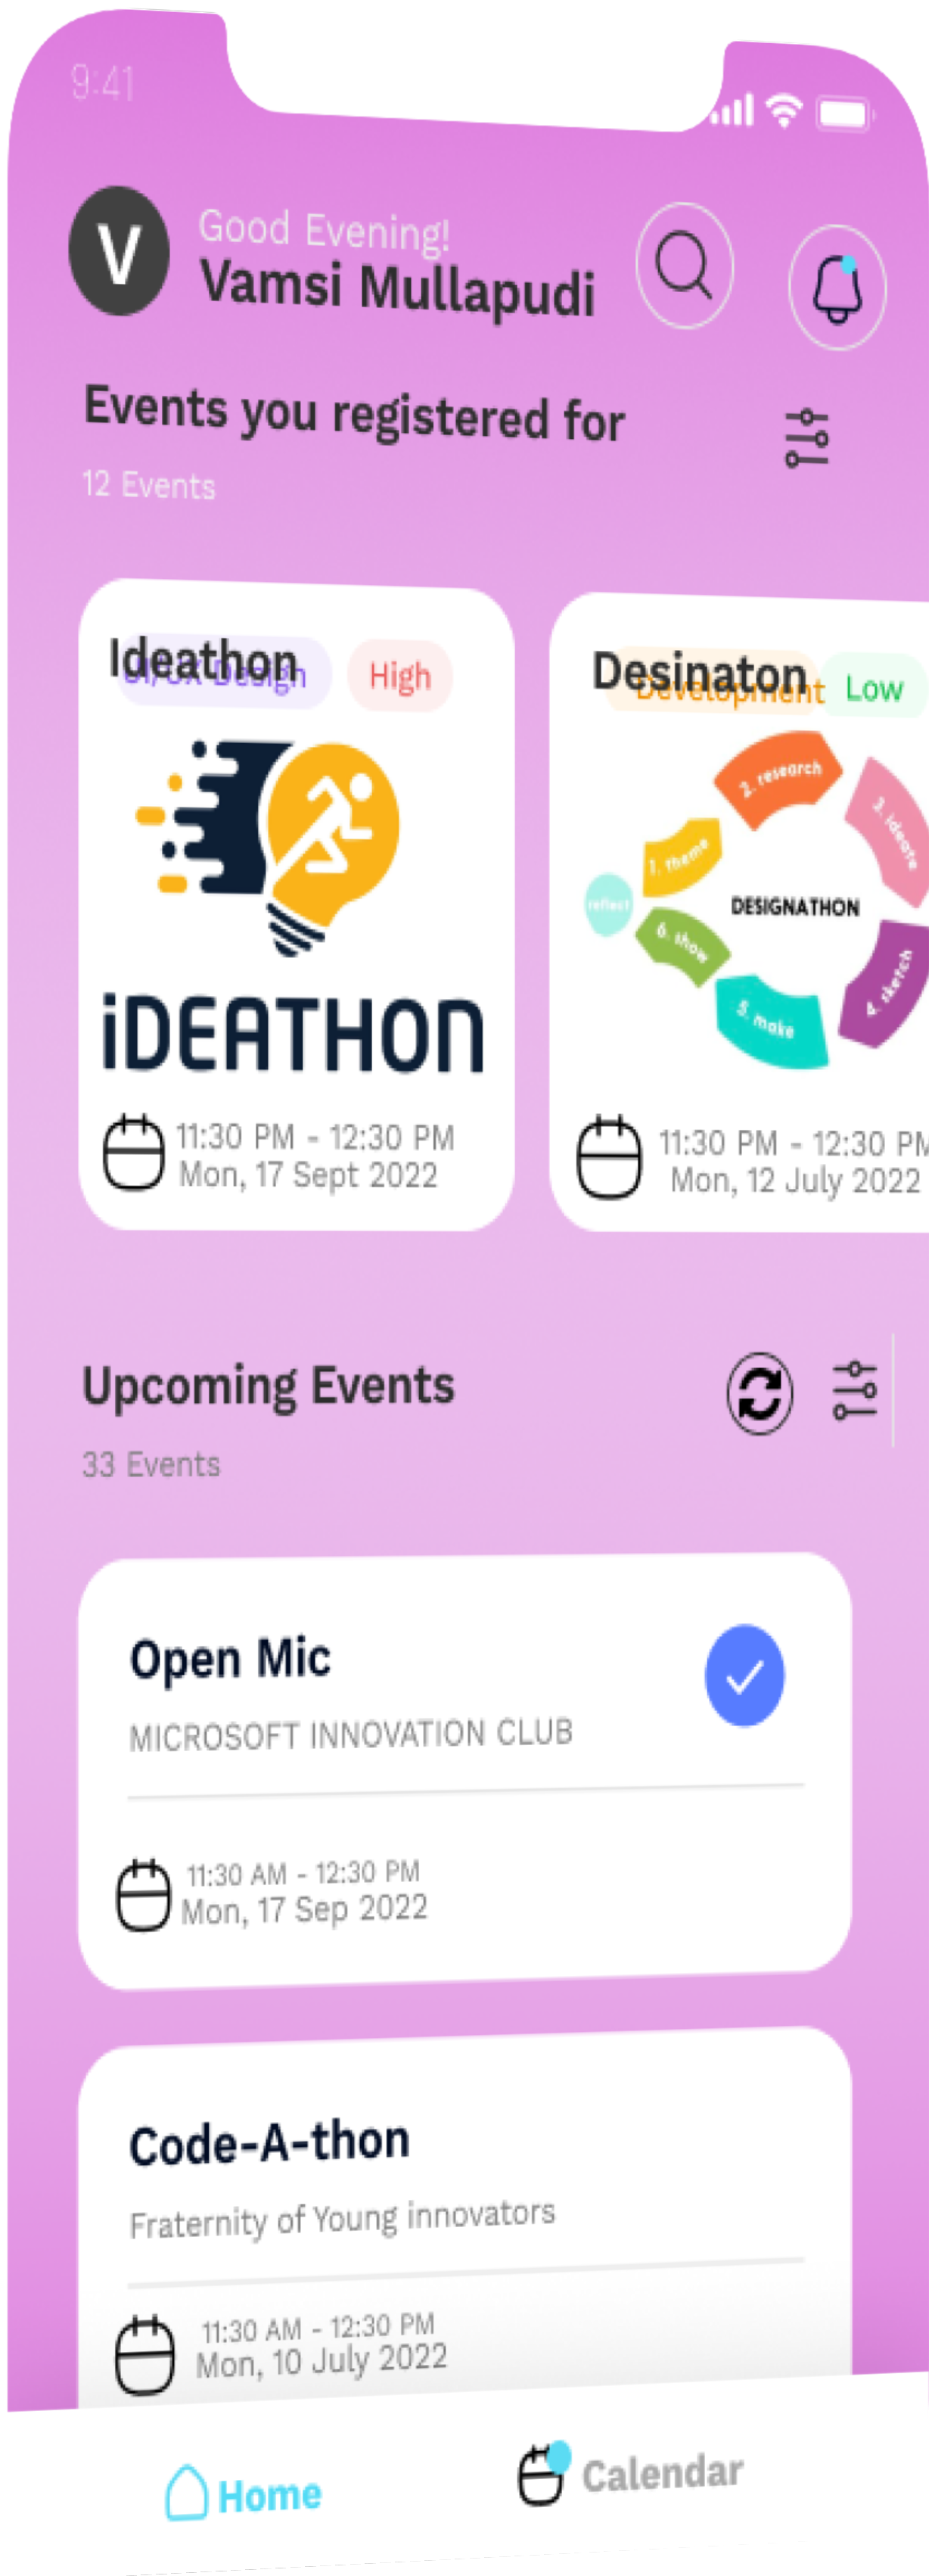 9:41
V
Good Evening!
Vamsi Mullapudi
Events you registered for
12 Events
Ideathon
UI/UX Design
High
iDEATHON
11:30 PM - 12:30 PM
Mon, 17 Sept 2022
Desinaton
Development
Low
2. research
3. ideate
1. theme
reflect
DESIGNATHON
6. show
4. sketch
5. make
11:30 PM - 12:30 PM
Mon, 12 July 2022
Upcoming Events
33 Events
Open Mic
MICROSOFT INNOVATION CLUB
11:30 AM - 12:30 PM
Mon, 17 Sep 2022
Code-A-thon
Fraternity of Young innovators
11:30 AM - 12:30 PM
Mon, 10 July 2022
Home
Calendar